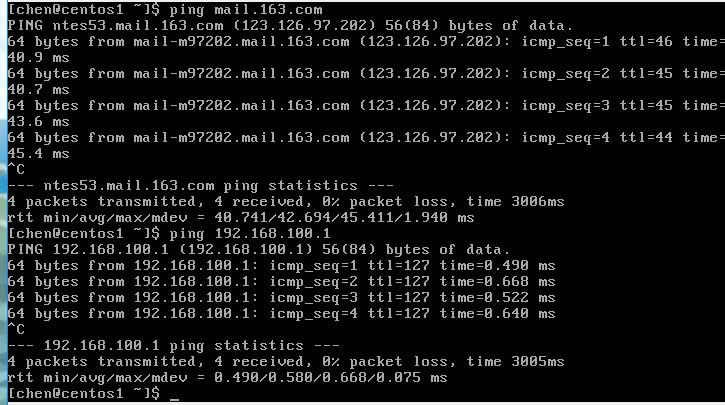 [chen@centos1 ~]$ ping mail.163.com
PING ntes53.mail.163.com (123.126.97.202) 56(84) bytes of data.
64 bytes from mail-m97202.mail.163.com (123.126.97.202): icmp_seq=1 ttl=46 time=
40.9 ms
64 bytes from mail-m97202.mail.163.com (123.126.97.202): icmp_seq=2 ttl=45 time=
40.7 ms
64 bytes from mail-m97202.mail.163.com (123.126.97.202): icmp_seq=3 ttl=45 time=
43.6 ms
64 bytes from mail-m97202.mail.163.com (123.126.97.202): icmp_seq=4 ttl=44 time=
45.4 ms
^C
--- ntes53.mail.163.com ping statistics ---
4 packets transmitted, 4 received, 0% packet loss, time 3006ms
rtt min/avg/max/mdev = 40.741/42.694/45.411/1.940 ms
[chen@centos1 ~]$ ping 192.168.100.1
PING 192.168.100.1 (192.168.100.1) 56(84) bytes of data.
64 bytes from 192.168.100.1: icmp_seq=1 ttl=127 time=0.490 ms
64 bytes from 192.168.100.1: icmp_seq=2 ttl=127 time=0.668 ms
64 bytes from 192.168.100.1: icmp_seq=3 ttl=127 time=0.522 ms
64 bytes from 192.168.100.1: icmp_seq=4 ttl=127 time=0.640 ms
^C
--- 192.168.100.1 ping statistics ---
4 packets transmitted, 4 received, 0% packet loss, time 3005ms
rtt min/avg/max/mdev = 0.490/0.580/0.668/0.075 ms
[chen@centos1 ~]$ _